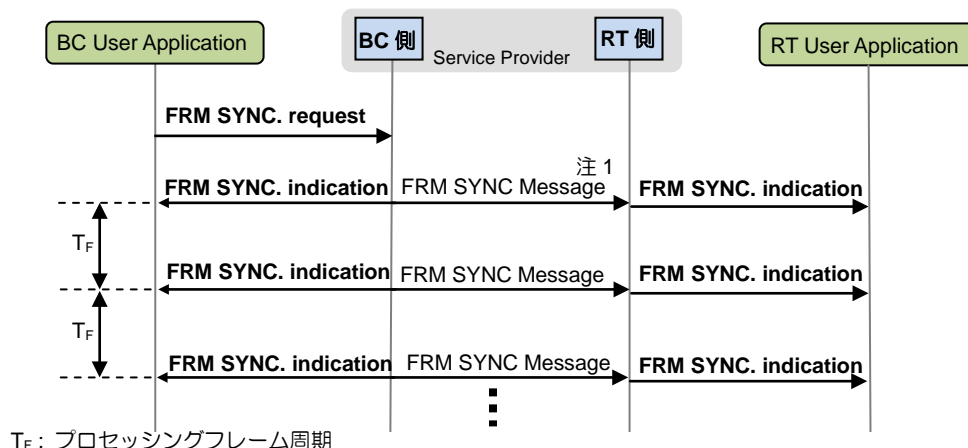 BC User Application
BC 側
RT 側
Service Provider
RT User Application
FRM SYNC. request
注 1
FRM SYNC. indication
FRM SYNC Message
FRM SYNC. indication
TF
FRM SYNC. indication
FRM SYNC Message
FRM SYNC. indication
TF
FRM SYNC. indication
FRM SYNC Message
FRM SYNC. indication
TF : プロセッシングフレーム周期